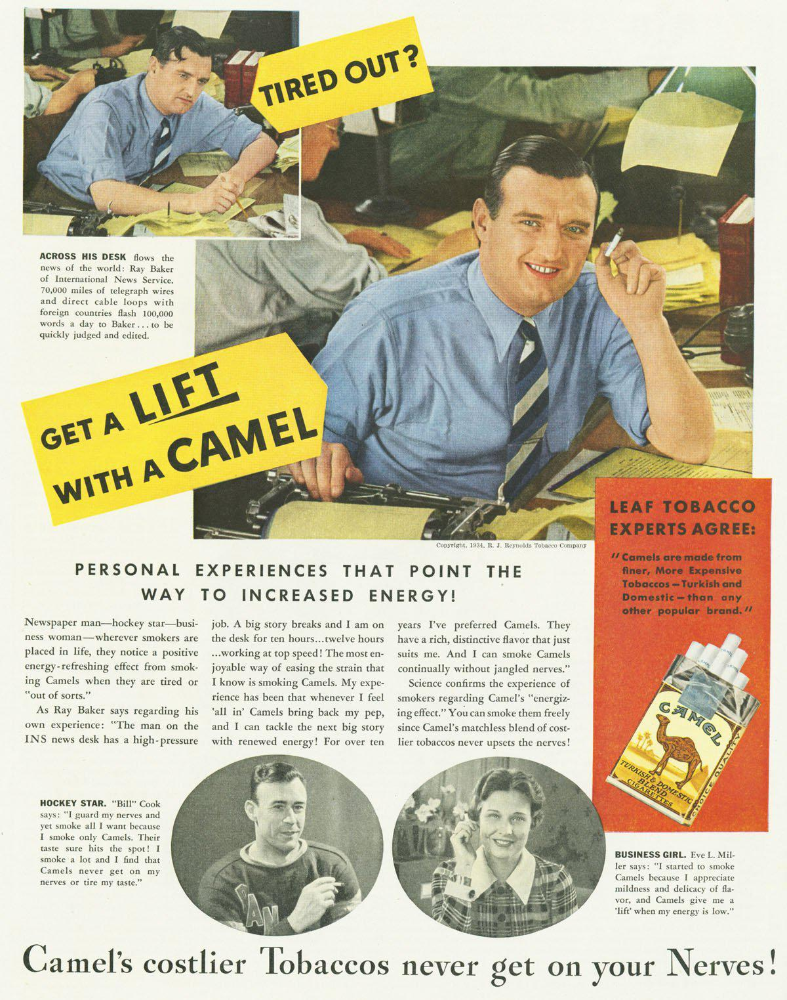 TIRED OUT?
ACROSS HIS DESK flows the
news of the world: Ray Baker
of International News Service.
70,000 miles of telegraph wires
and direct cable loops with
foreign countries flash 100,000
words a day to Baker...to be
quickly judged and edited.
GET A LIFT
WITH A CAMEL
Copyright, 1934, R. J. Reynolds Tobacco Company
LEAF TOBACCO
EXPERTS AGREE:
"Camels are made from
finer, More Expensive
Tobaccos—Turkish and
Domestic—than any
other popular brand."
PERSONAL EXPERIENCES THAT POINT THE
WAY TO INCREASED ENERGY!
Newspaper man—hockey star—busi-
ness woman—wherever smokers are
placed in life, they notice a positive
energy-refreshing effect from smok-
ing Camels when they are tired or
"out of sorts."
As Ray Baker says regarding his
own experience: "The man on the
INS news desk has a high-pressure
job. A big story breaks and I am on
the desk for ten hours...twelve hours
...working at top speed! The most en-
joyable way of easing the strain that
I know is smoking Camels. My expe-
rience has been that whenever I feel
'all in' Camels bring back my pep,
and I can tackle the next big story
with renewed energy! For over ten
years I've preferred Camels. They
have a rich, distinctive flavor that just
suits me. And I can smoke Camels
continually without jangled nerves."
Science confirms the experience of
smokers regarding Camel's "energiz-
ing effect." You can smoke them freely
since Camel's matchless blend of cost-
lier tobaccos never upsets the nerves!
CAMEL
TURKISH & DOMESTIC
BLEND
CIGARETTES
CHOICE QUALITY
HOCKEY STAR. "Bill" Cook
says: "I guard my nerves and
yet smoke all I want because
I smoke only Camels. Their
taste sure hits the spot! I
smoke a lot and I find that
Camels never get on my
nerves or tire my taste."
BUSINESS GIRL. Eve L. Mil-
ler says: "I started to smoke
Camels because I appreciate
mildness and delicacy of fla-
vor, and Camels give me a
'lift' when my energy is low."
Camel's costlier Tobaccos never get on your Nerves!